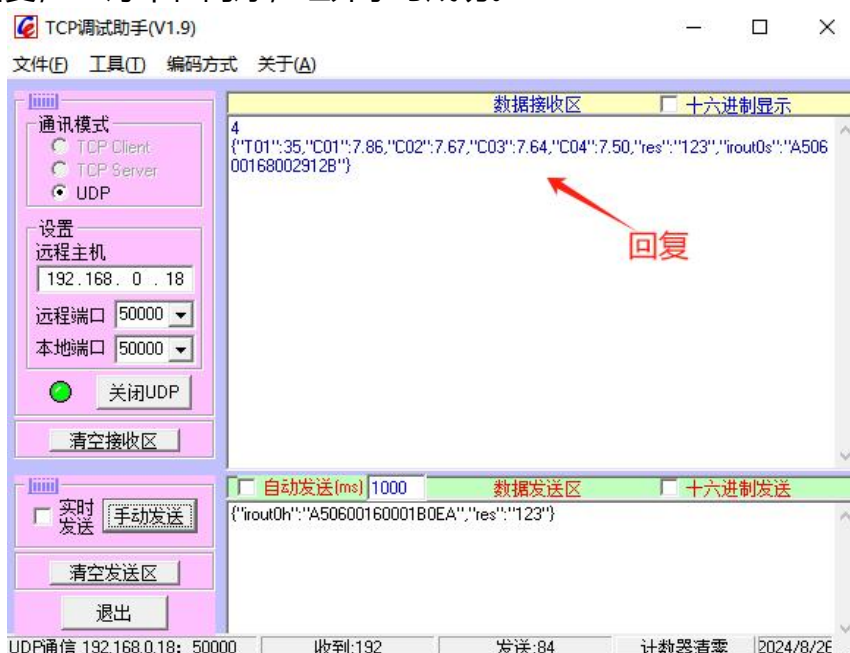 TCP调试助手(V1.9)
文件(F) 工具(T) 编码方式 关于(A)
通讯模式
TCP Client
TCP Server
UDP
设置
远程主机
192.168. 0 . 18
远程端口 50000
本地端口 50000
关闭UDP
清空接收区
数据接收区 十六进制显示
4
{"T01":35,"C01":7.86,"C02":7.67,"C03":7.64,"C04":7.50,"res":"123","irout0s":"A506
00168002912B"}
回复
实时
发送
手动发送
清空发送区
退出
自动发送(ms) 1000 数据发送区 十六进制发送
{"irout0h":"A50600160001B0EA","res":"123"}
UDP通信 192.168.0.18: 50000 收到:192 发送:84 计数器清零